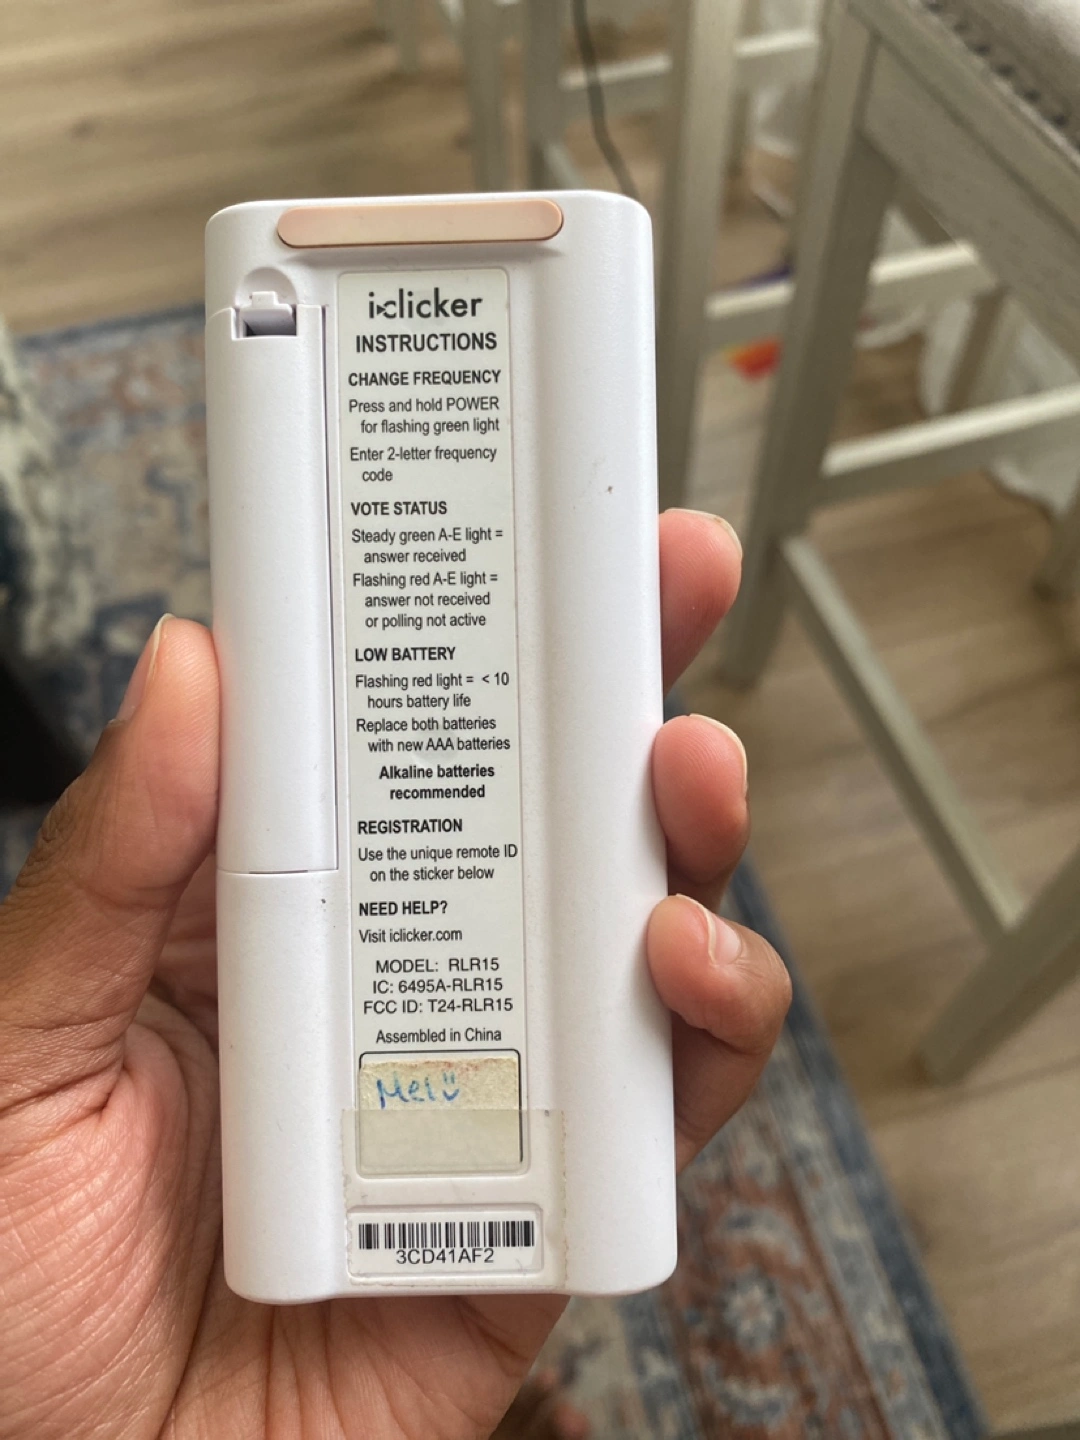 iclicker
INSTRUCTIONS
CHANGE FREQUENCY
Press and hold POWER
for flashing green light
Enter 2-letter frequency
code
VOTE STATUS
Steady green A-E light =
answer received
Flashing red A-E light =
answer not received
or polling not active
LOW BATTERY
Flashing red light = < 10
hours battery life
Replace both batteries
with new AAA batteries
Alkaline batteries
recommended
REGISTRATION
Use the unique remote ID
on the sticker below
NEED HELP?
Visit iclicker.com
MODEL: RLR15
IC: 6495A-RLR15
FCC ID: T24-RLR15
Assembled in China
Mel
3CD41AF2